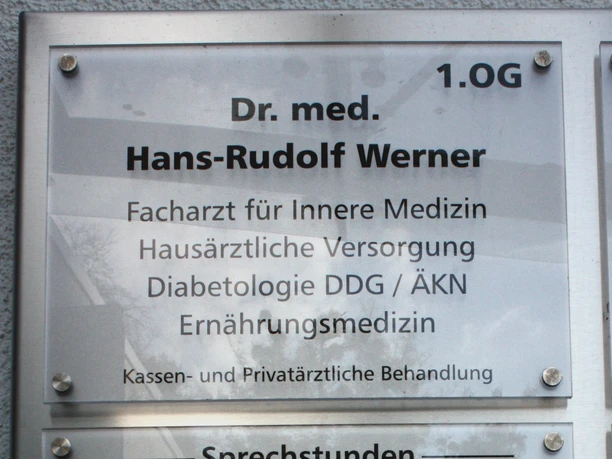 1.OG
Dr. med.
Hans-Rudolf Werner
Facharzt für Innere Medizin
Hausärztliche Versorgung
Diabetologie DDG / ÄKN
Ernährungsmedizin
Kassen- und Privatärztliche Behandlung
Sprechstunden